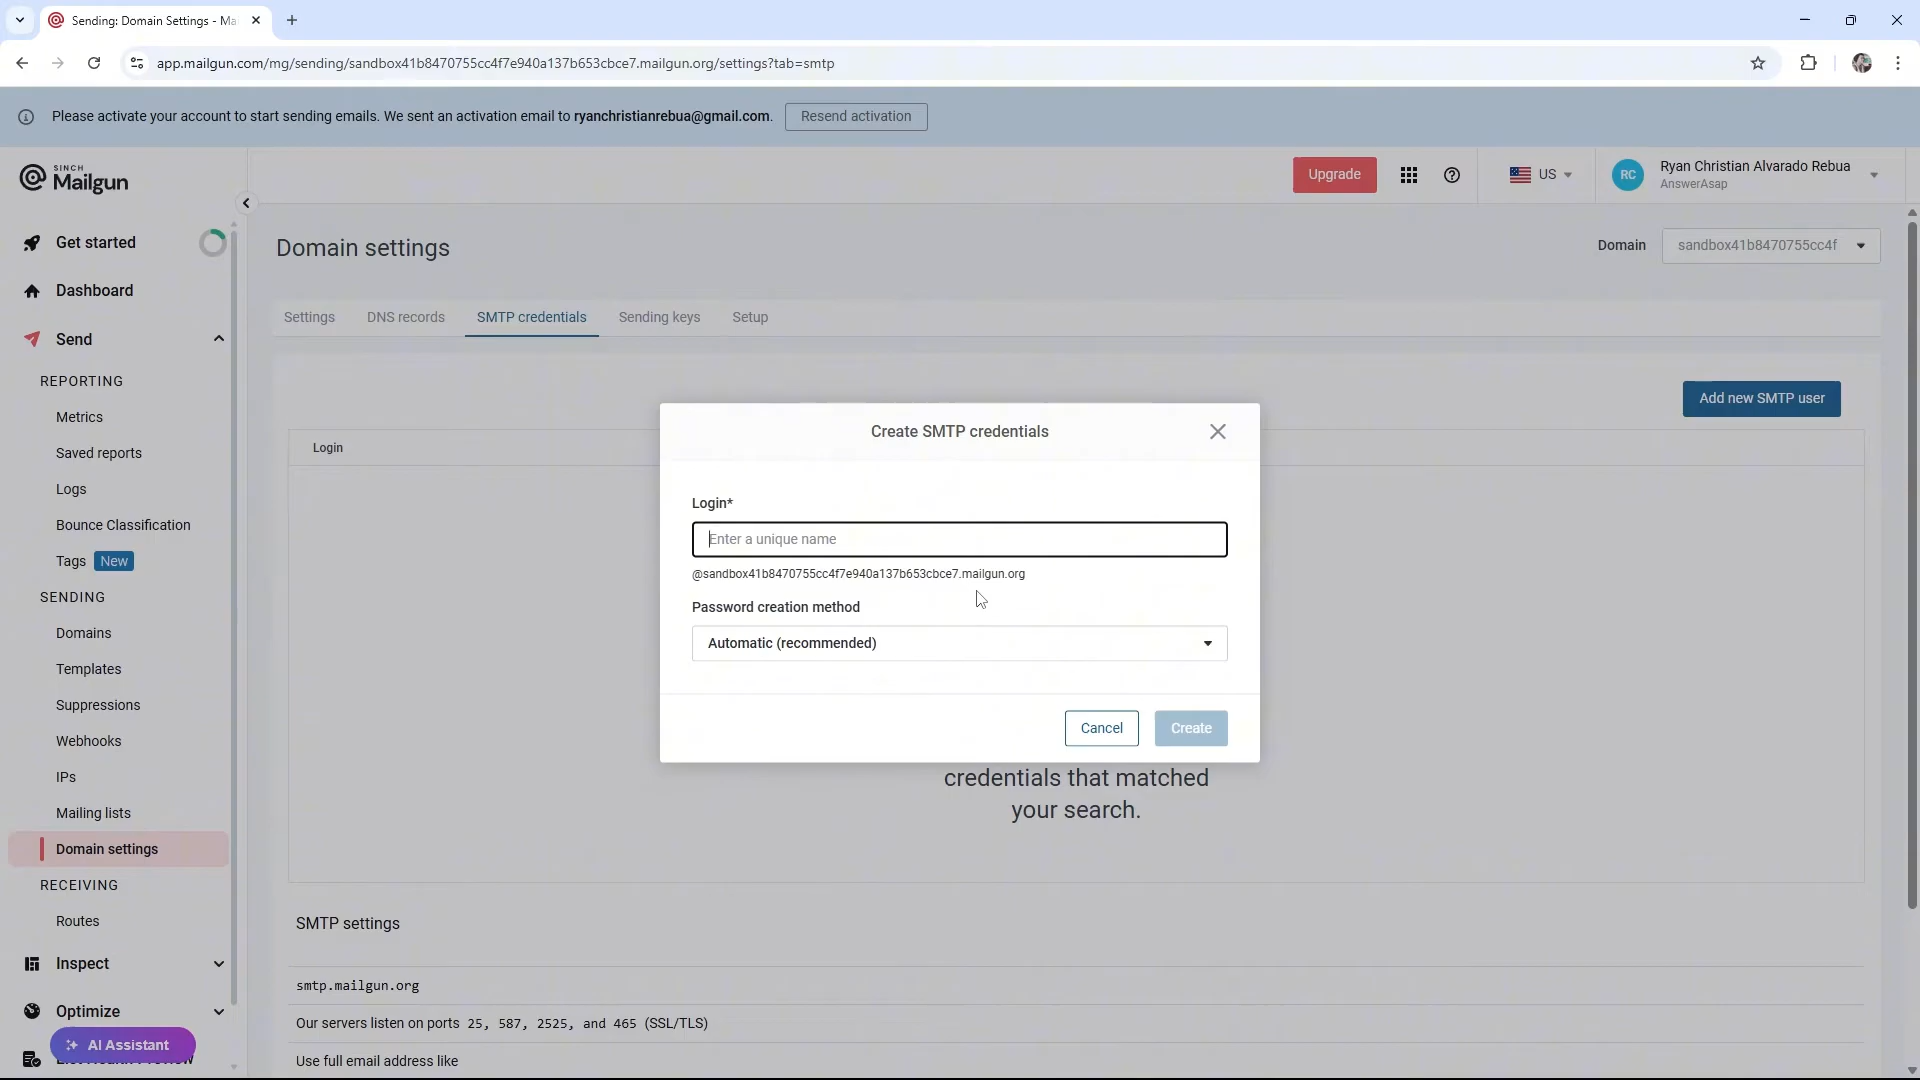 Sending: Domain Settings - Ma
app.mailgun.com/mg/sending/sandbox41b8470755cc4f7e940a137b653cbce7.mailgun.org/settings?tab=smtp
Please activate your account to start sending emails. We sent an activation email to ryanchristianrebua@gmail.com.
Resend activation
SINCH
Mailgun
Upgrade
US
RC
Ryan Christian Alvarado Rebua
AnswerAsap
Get started
Dashboard
Send
REPORTING
Metrics
Saved reports
Logs
Bounce Classification
Tags New
SENDING
Domains
Templates
Suppressions
Webhooks
IPs
Mailing lists
Domain settings
RECEIVING
Routes
Inspect
Optimize
AI Assistant
Domain settings
Domain
sandbox41b8470755cc4f
Settings
DNS records
SMTP credentials
Sending keys
Setup
Add new SMTP user
Login
Create SMTP credentials
Login*
Enter a unique name
@sandbox41b8470755cc4f7e940a137b653cbce7.mailgun.org
Password creation method
Automatic (recommended)
Cancel
Create
credentials that matched
your search.
SMTP settings
smtp.mailgun.org
Our servers listen on ports 25, 587, 2525, and 465 (SSL/TLS)
Use full email address like